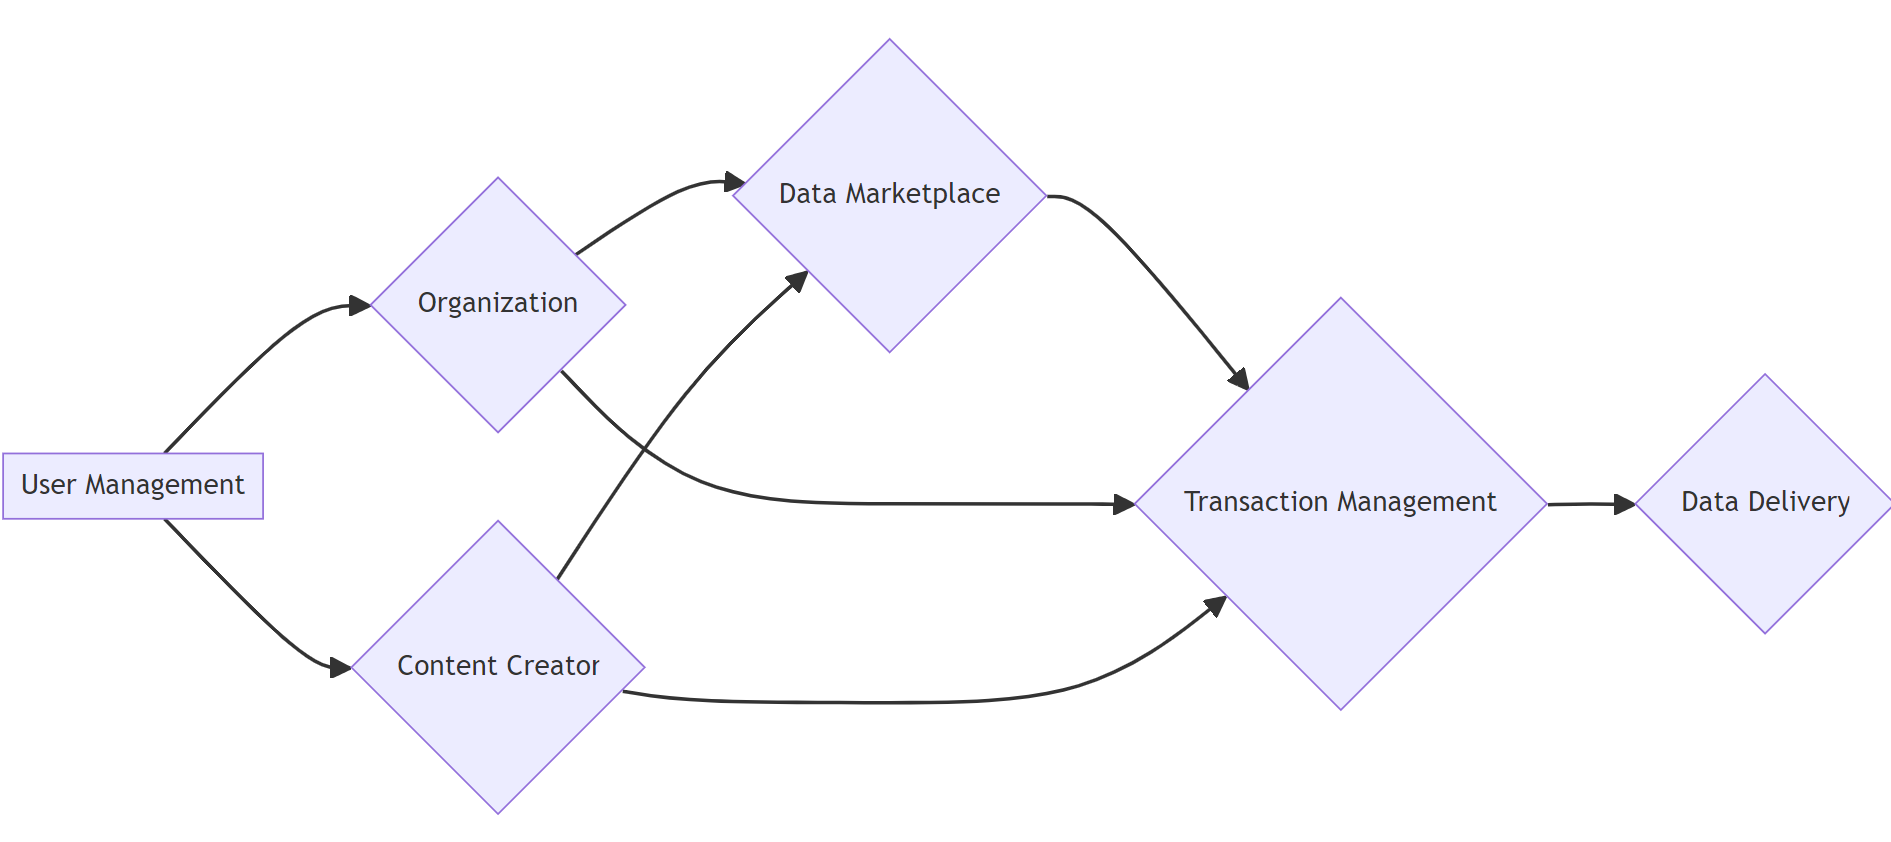 User Management
Organization
Content Creator
Data Marketplace
Transaction Management
Data Delivery